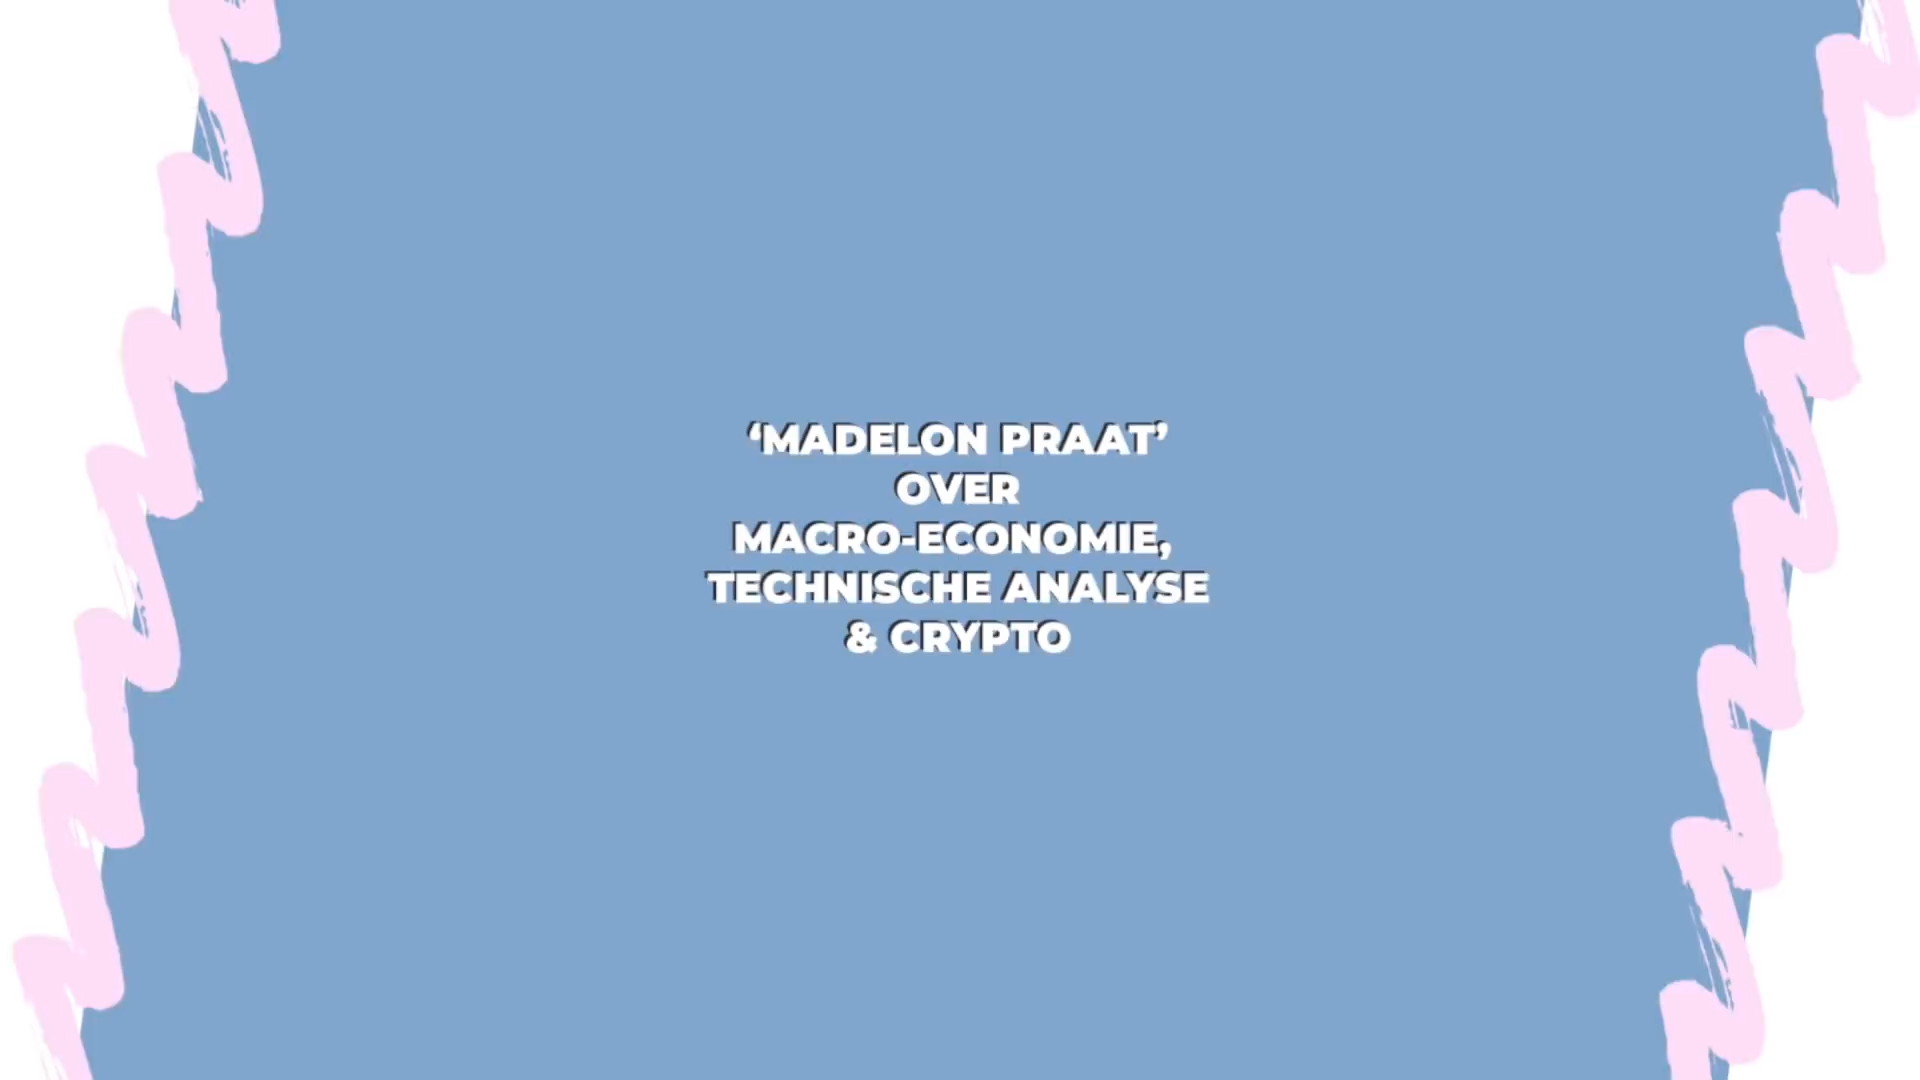 ‘MADELON PRAAT’
OVER
MACRO-ECONOMIE,
TECHNISCHE ANALYSE
& CRYPTO